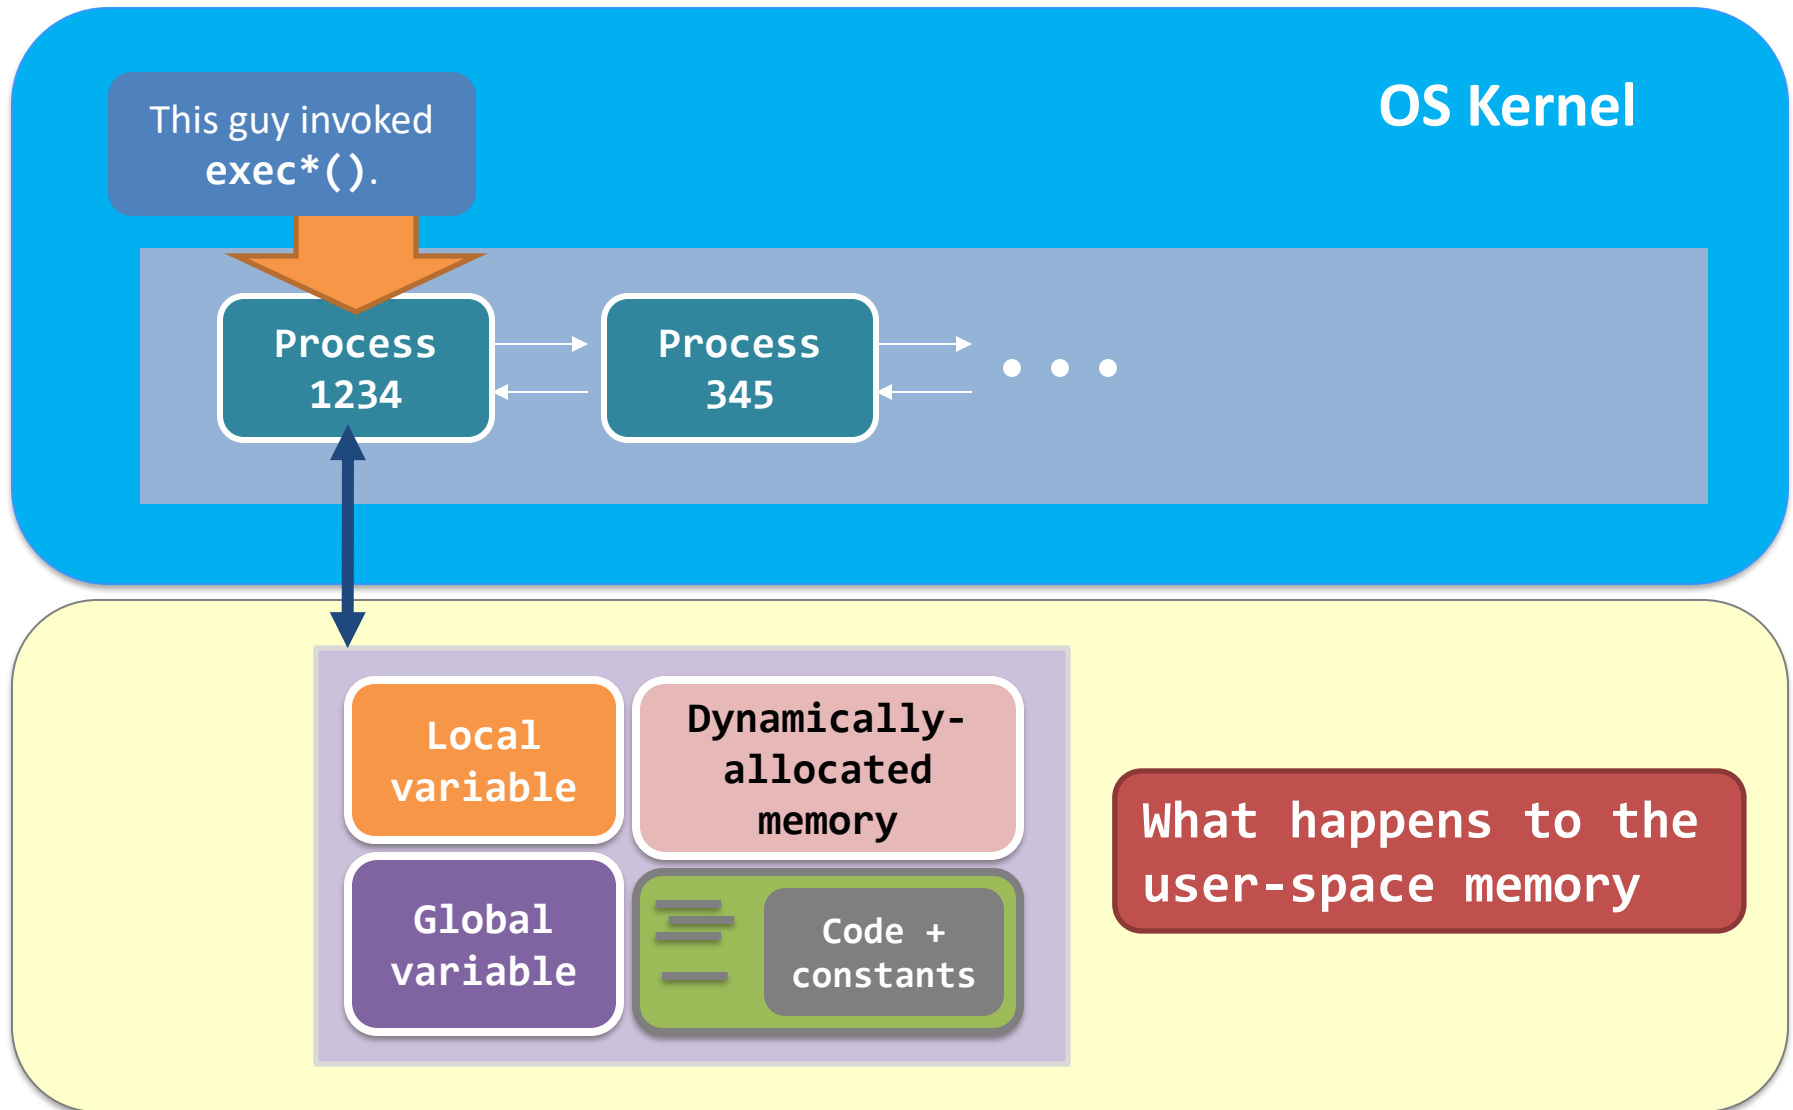 This guy invoked
exec*().
OS Kernel
Process
1234
Process
345
Local
variable
Dynamically-
allocated
memory
Global
variable
Code +
constants
What happens to the
user-space memory